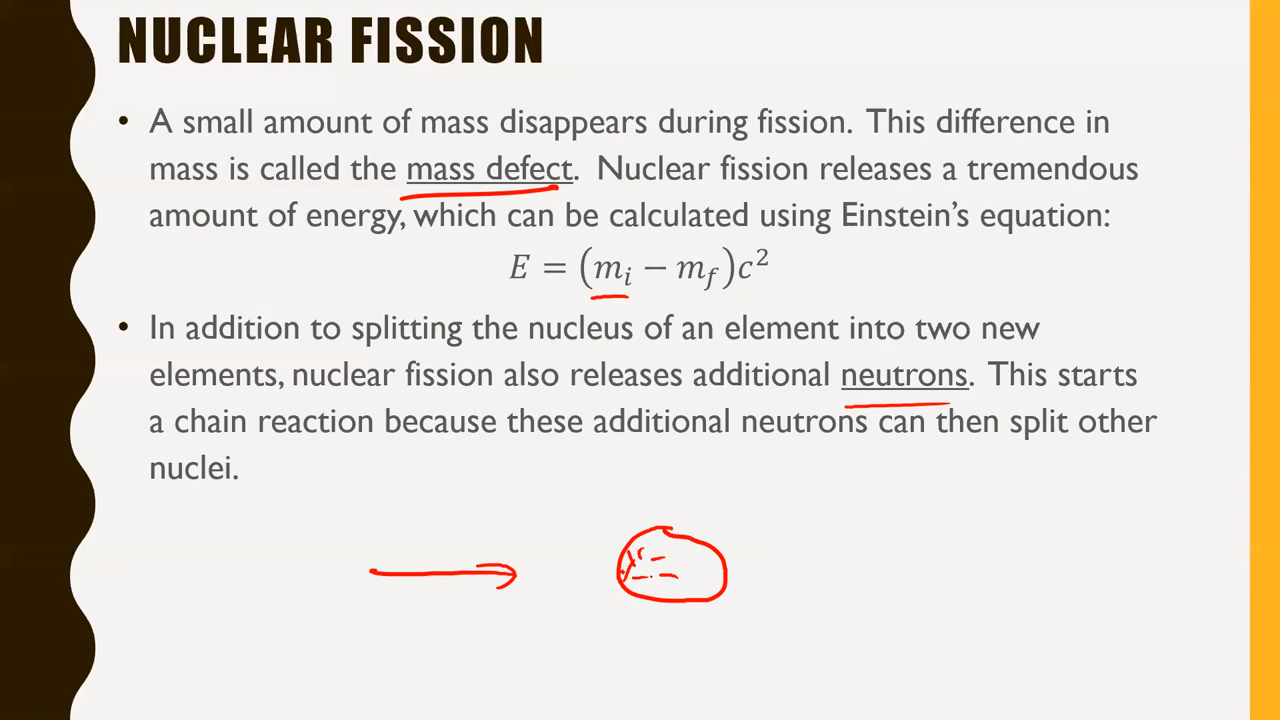 NUCLEAR FISSION
• A small amount of mass disappears during fission. This difference in
mass is called the mass defect. Nuclear fission releases a tremendous
amount of energy, which can be calculated using Einstein's equation:
E = (mᵢ − m_f)c²
• In addition to splitting the nucleus of an element into two new
elements, nuclear fission also releases additional neutrons. This starts
a chain reaction because these additional neutrons can then split other
nuclei.